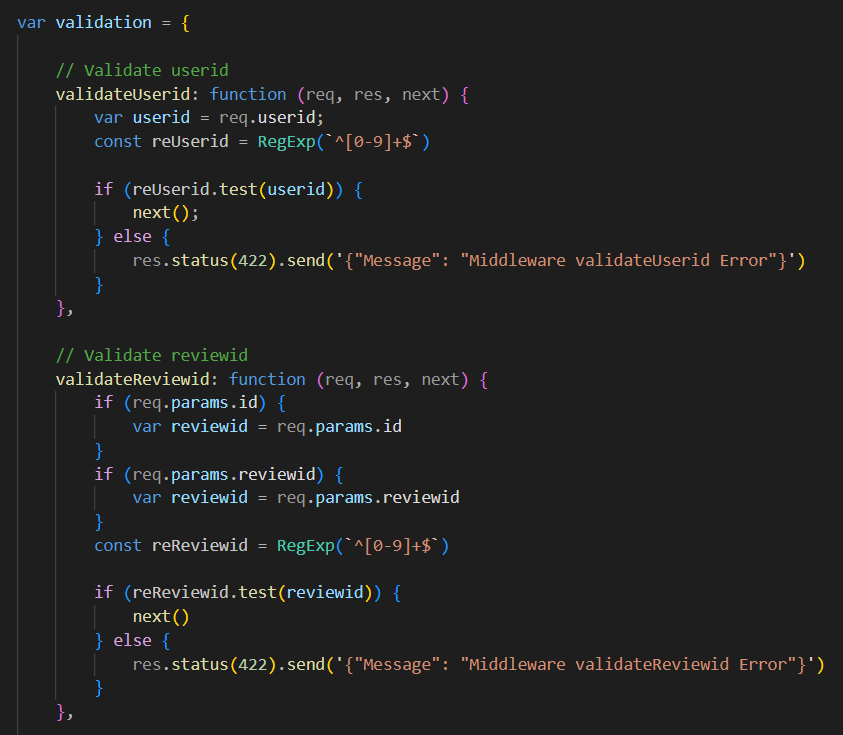 var validation = {
// Validate userid
validateUserid: function (req, res, next) {
var userid = req.userid;
const reUserid = RegExp(`^[0-9]+$`)
if (reUserid.test(userid)) {
next();
} else {
res.status(422).send('{"Message": "Middleware validateUserid Error"}')
}
},
// Validate reviewid
validateReviewid: function (req, res, next) {
if (req.params.id) {
var reviewid = req.params.id
}
if (req.params.reviewid) {
var reviewid = req.params.reviewid
}
const reReviewid = RegExp(`^[0-9]+$`)
if (reReviewid.test(reviewid)) {
next()
} else {
res.status(422).send('{"Message": "Middleware validateReviewid Error"}')
}
},